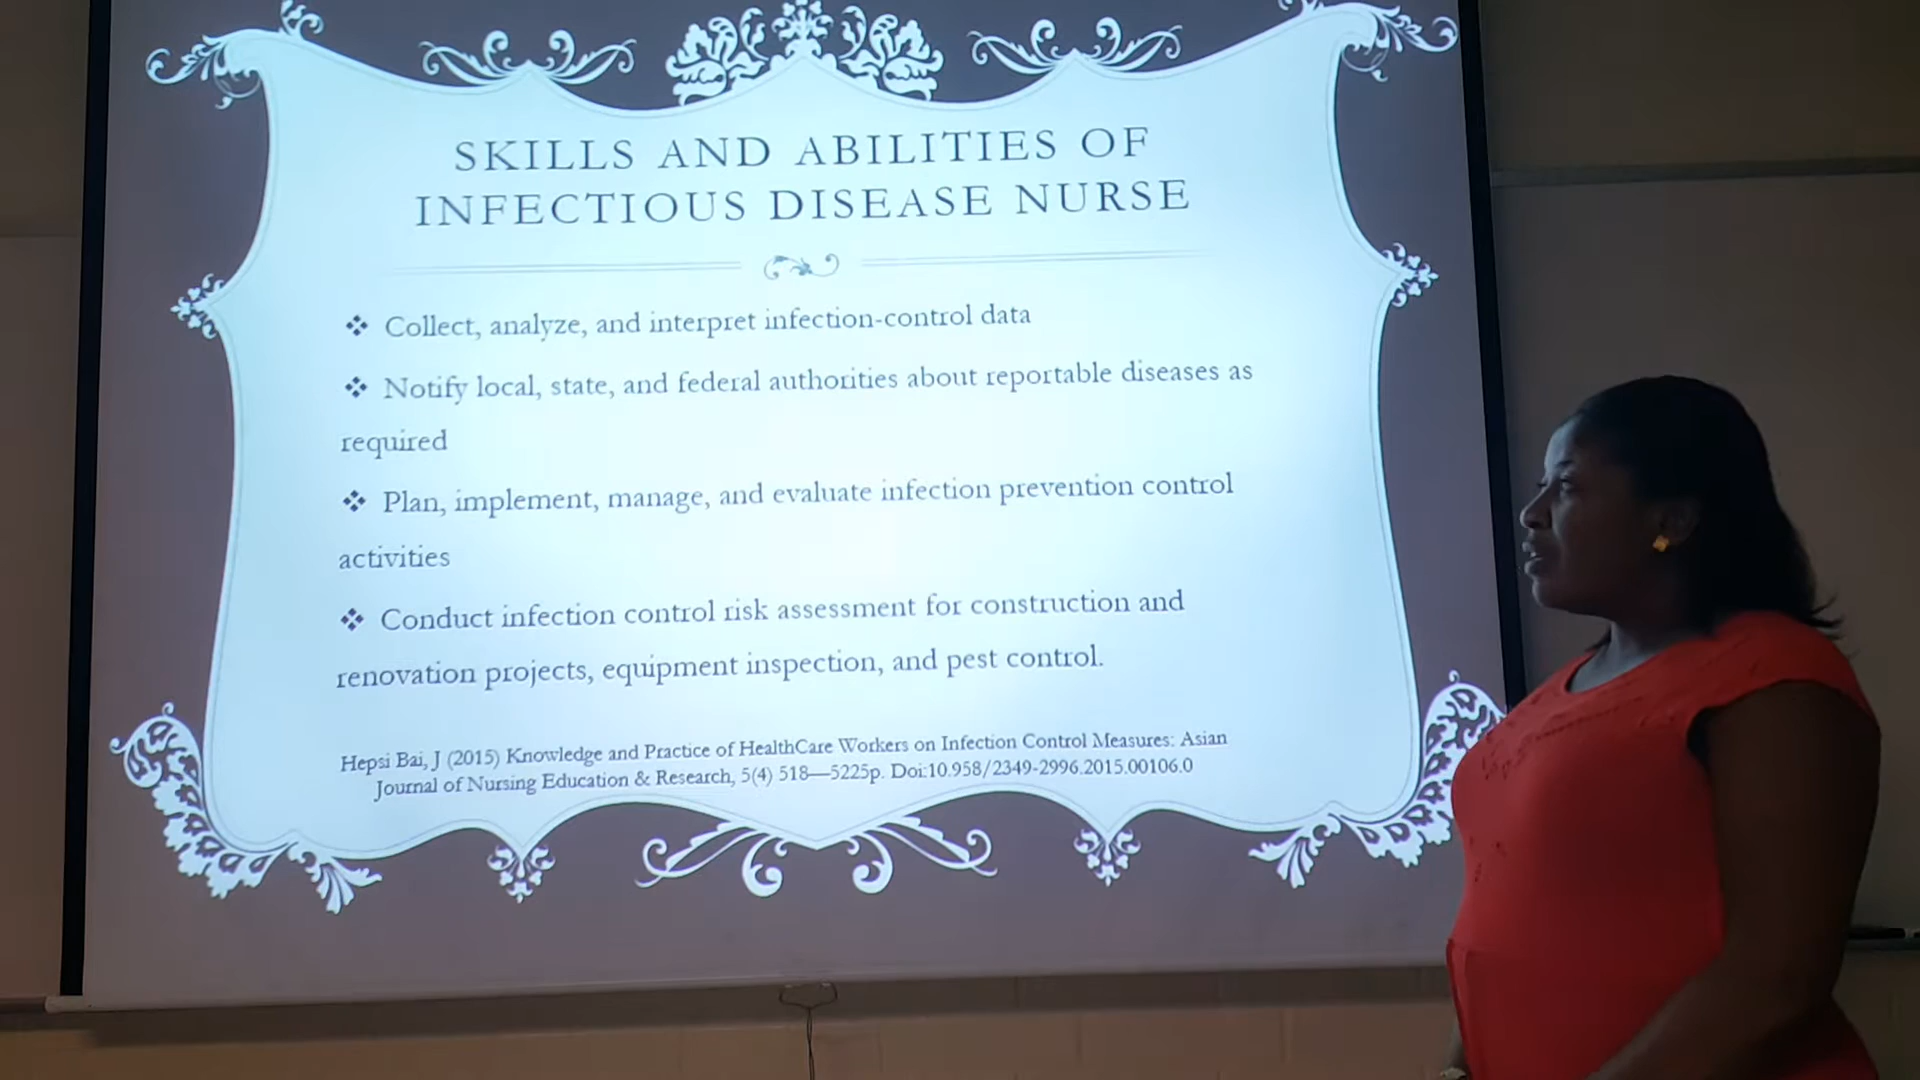 SKILLS AND ABILITIES OF
INFECTIOUS DISEASE NURSE
❖ Collect, analyze, and interpret infection-control data
❖ Notify local, state, and federal authorities about reportable diseases as
required
❖ Plan, implement, manage, and evaluate infection prevention control
activities
❖ Conduct infection control risk assessment for construction and
renovation projects, equipment inspection, and pest control.
Hepsi Bai, J (2015) Knowledge and Practice of HealthCare Workers on Infection Control Measures: Asian
Journal of Nursing Education & Research, 5(4) 518—5225p. Doi:10.958/2349-2996.2015.00106.0